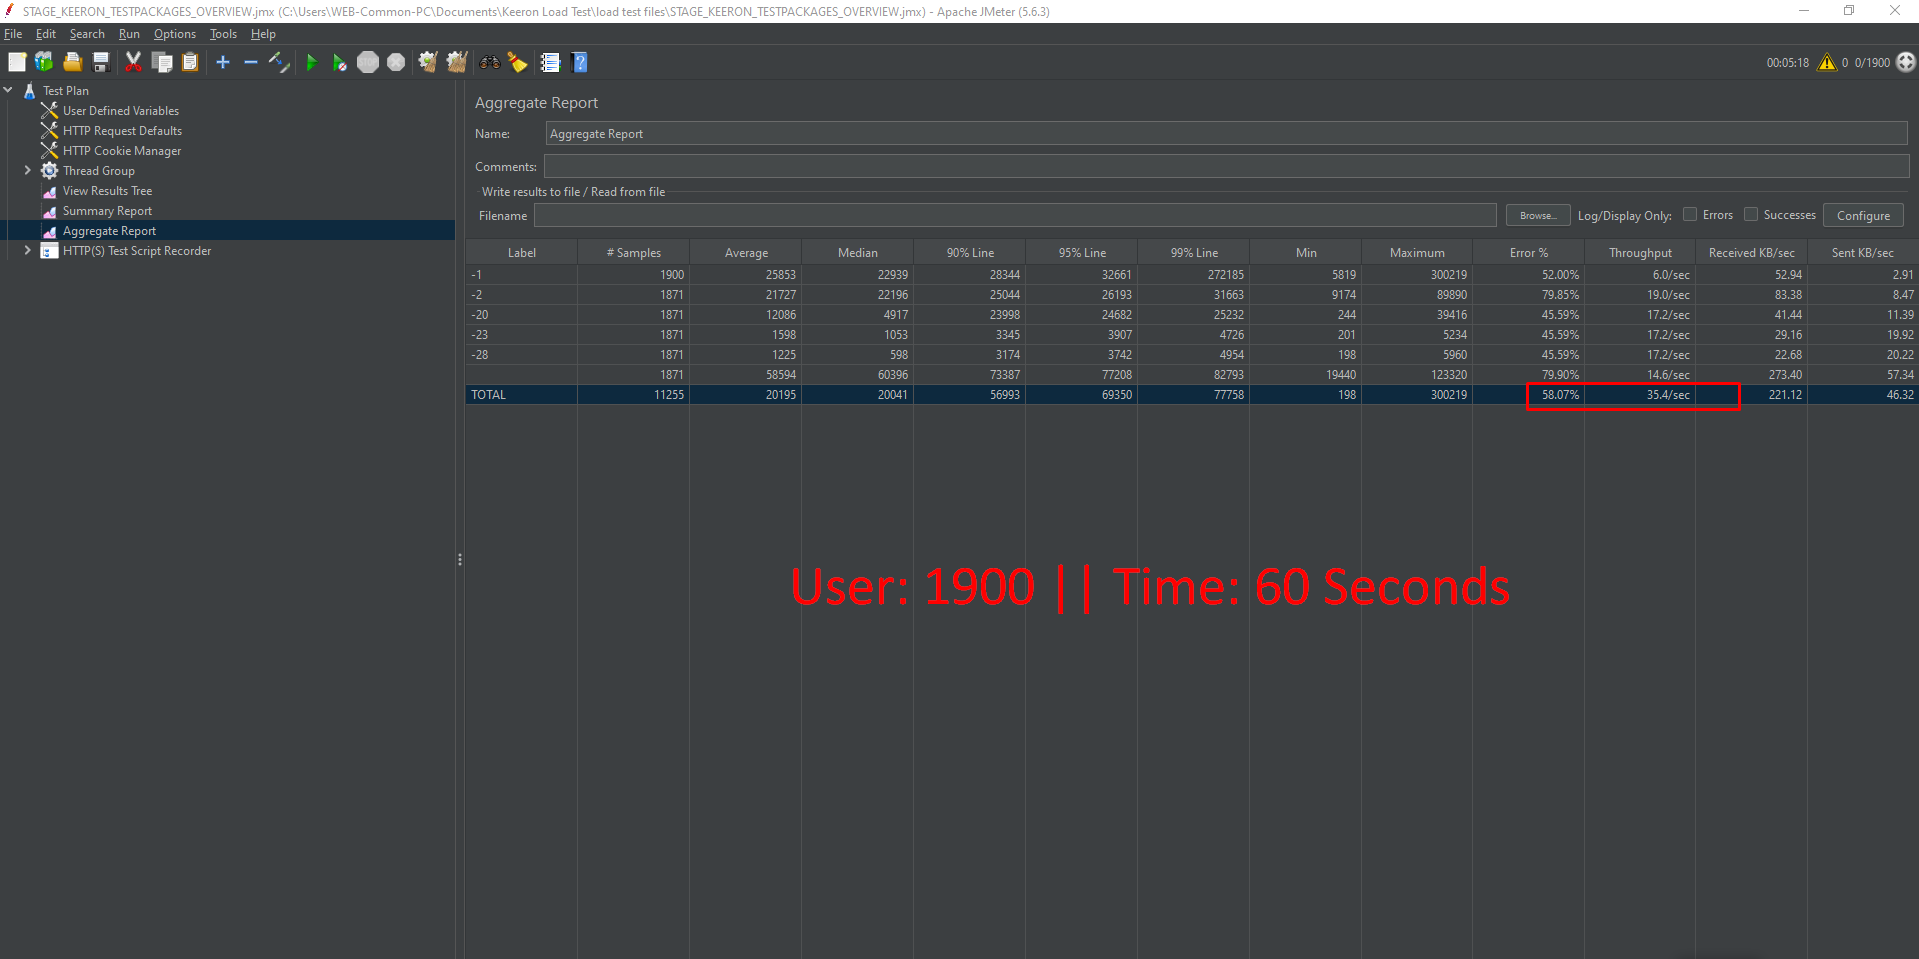 STAGE_KEERON_TESTPACKAGES_OVERVIEW.jmx (C:\Users\WEB-Common-PC\Documents\Keeron Load Test\load test files\STAGE_KEERON_TESTPACKAGES_OVERVIEW.jmx) - Apache JMeter (5.6.3)
File Edit Search Run Options Tools Help
STOP 00:05:18 0 0/1900
Test Plan
User Defined Variables
HTTP Request Defaults
HTTP Cookie Manager
Thread Group
View Results Tree
Summary Report
Aggregate Report
HTTP(S) Test Script Recorder
Aggregate Report
Name: Aggregate Report
Comments:
Write results to file / Read from file
Filename Browse... Log/Display Only: Errors Successes Configure
Label # Samples Average Median 90% Line 95% Line 99% Line Min Maximum Error % Throughput Received KB/sec Sent KB/sec
-1 1900 25853 22939 28344 32661 272185 5819 300219 52.00% 6.0/sec 52.94 2.91
-2 1871 21727 22196 25044 26193 31663 9174 89890 79.85% 19.0/sec 83.38 8.47
-20 1871 12086 4917 23998 24682 25232 244 39416 45.59% 17.2/sec 41.44 11.39
-23 1871 1598 1053 3345 3907 4726 201 5234 45.59% 17.2/sec 29.16 19.92
-28 1871 1225 598 3174 3742 4954 198 5960 45.59% 17.2/sec 22.68 20.22
1871 58594 60396 73387 77208 82793 19440 123320 79.90% 14.6/sec 273.40 57.34
TOTAL 11255 20195 20041 56993 69350 77758 198 300219 58.07% 35.4/sec 221.12 46.32
User: 1900 || Time: 60 Seconds